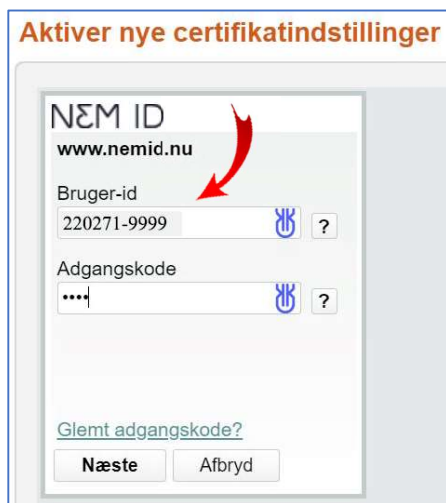 Aktiver nye certifikatindstillinger
NEM ID
www.nemid.nu
Bruger-id
220271-9999
?
Adgangskode
••••
?
Glemt adgangskode?
Næste
Afbryd